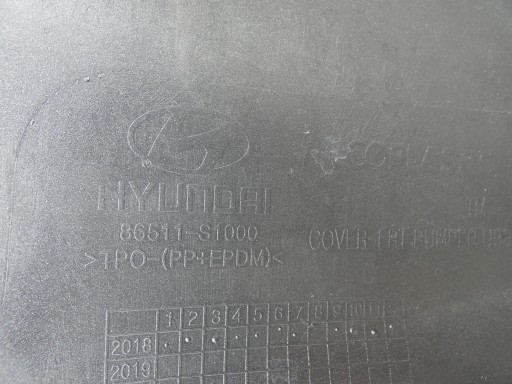 HYUNDAI
86511-S1000
COVER-FRT BUMPER UPR
>TPO-(PP+EPDM)<
1 2 3 4 5 6 7 8 9 10 11
2018
2019